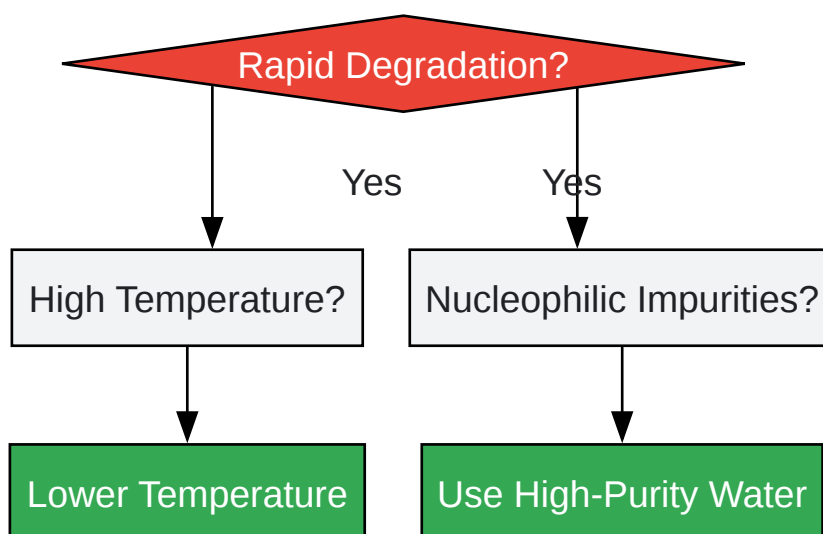 Rapid Degradation?
Yes
Yes
High Temperature?
Nucleophilic Impurities?
Lower Temperature
Use High-Purity Water